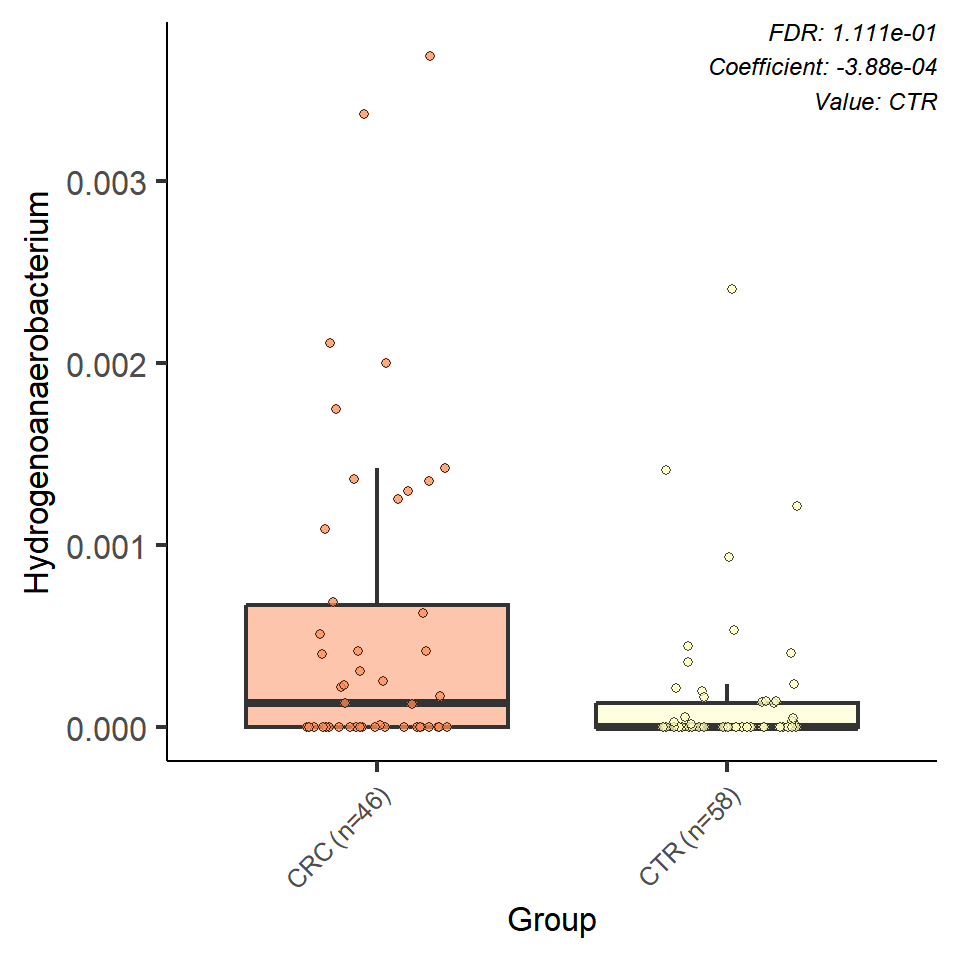 FDR: 1.111e-01
Coefficient: -3.88e-04
Value: CTR
Hydrogenoanaerobacterium
0.003
0.002
0.001
0.000
CRC (n=46)
CTR (n=58)
Group